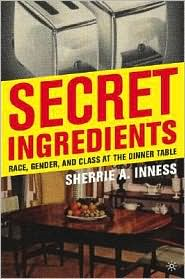 SECRET
INGREDIENTS
RACE, GENDER, AND CLASS AT THE DINNER TABLE
SHERRIE A. INNESS